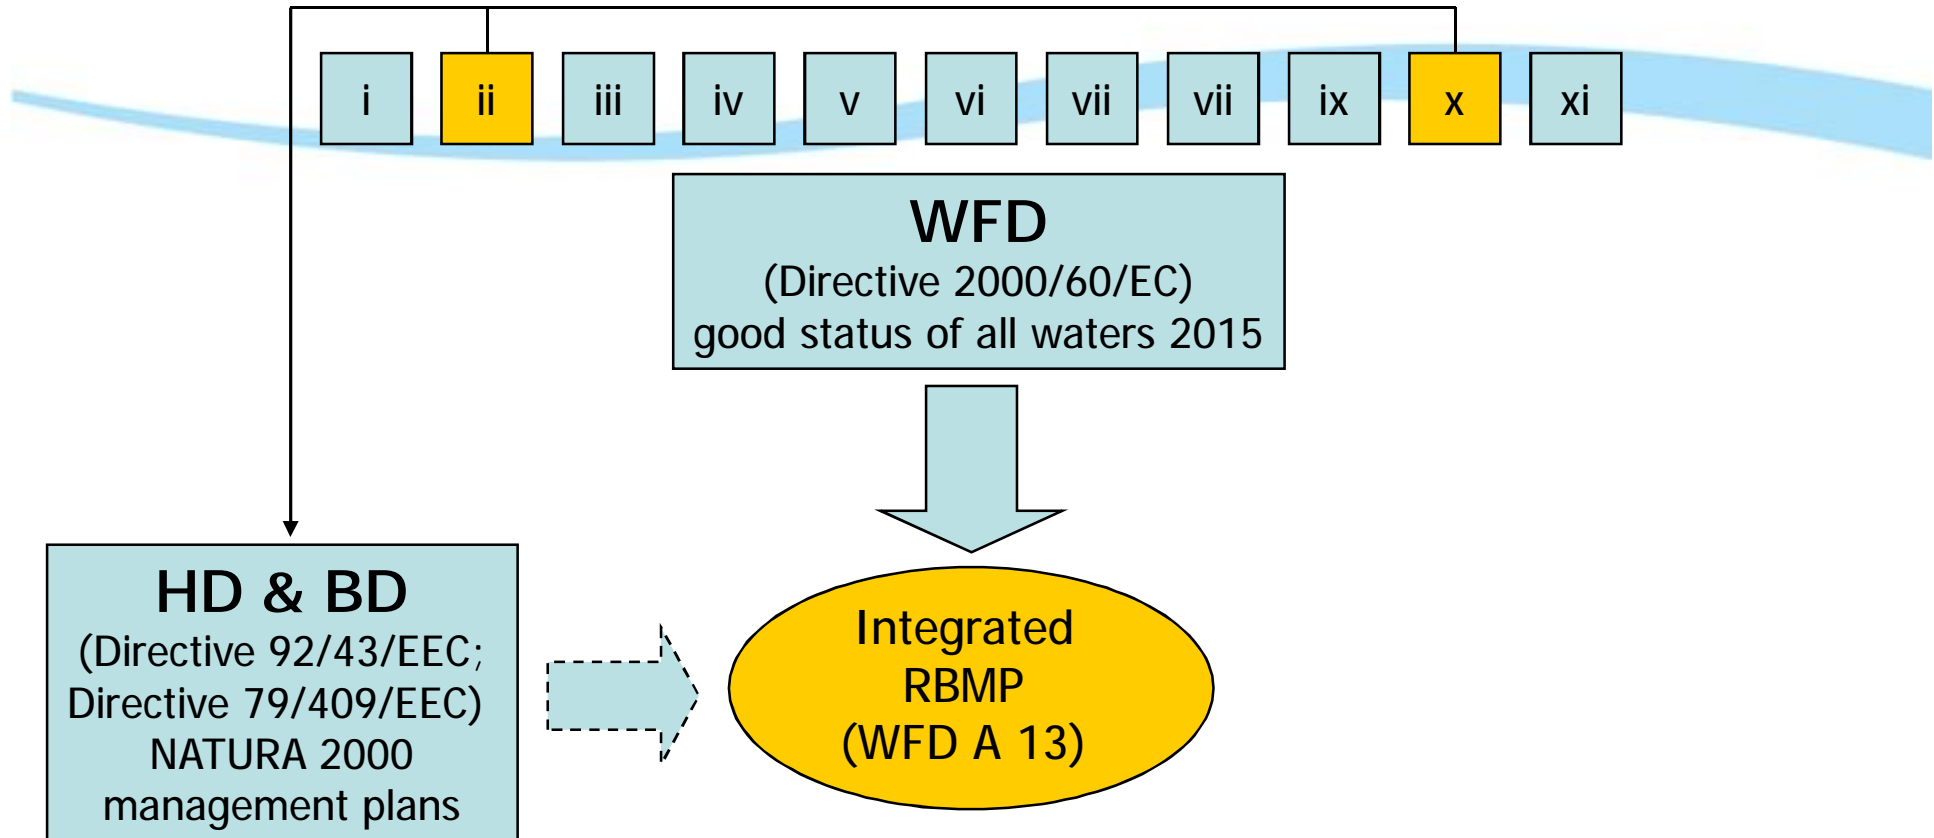 i ii iii iv v vi vii vii ix x xi
WFD
(Directive 2000/60/EC)
good status of all waters 2015
HD & BD
(Directive 92/43/EEC;
Directive 79/409/EEC)
NATURA 2000
management plans
Integrated
RBMP
(WFD A 13)